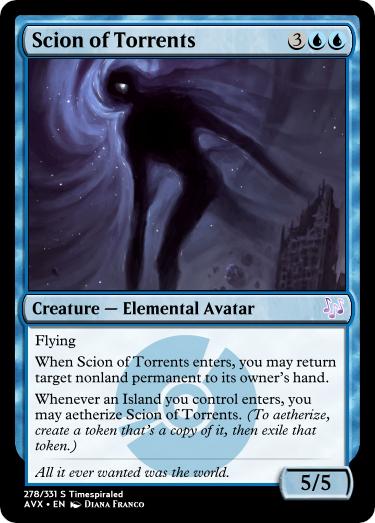 Scion of Torrents 3
Creature — Elemental Avatar
Flying
When Scion of Torrents enters, you may return
target nonland permanent to its owner's hand.
Whenever an Island you control enters, you
may aetherize Scion of Torrents. (To aetherize,
create a token that's a copy of it, then exile that
token.)
All it ever wanted was the world.
5/5
278/331 S Timespiraled
AVX • EN Diana Franco